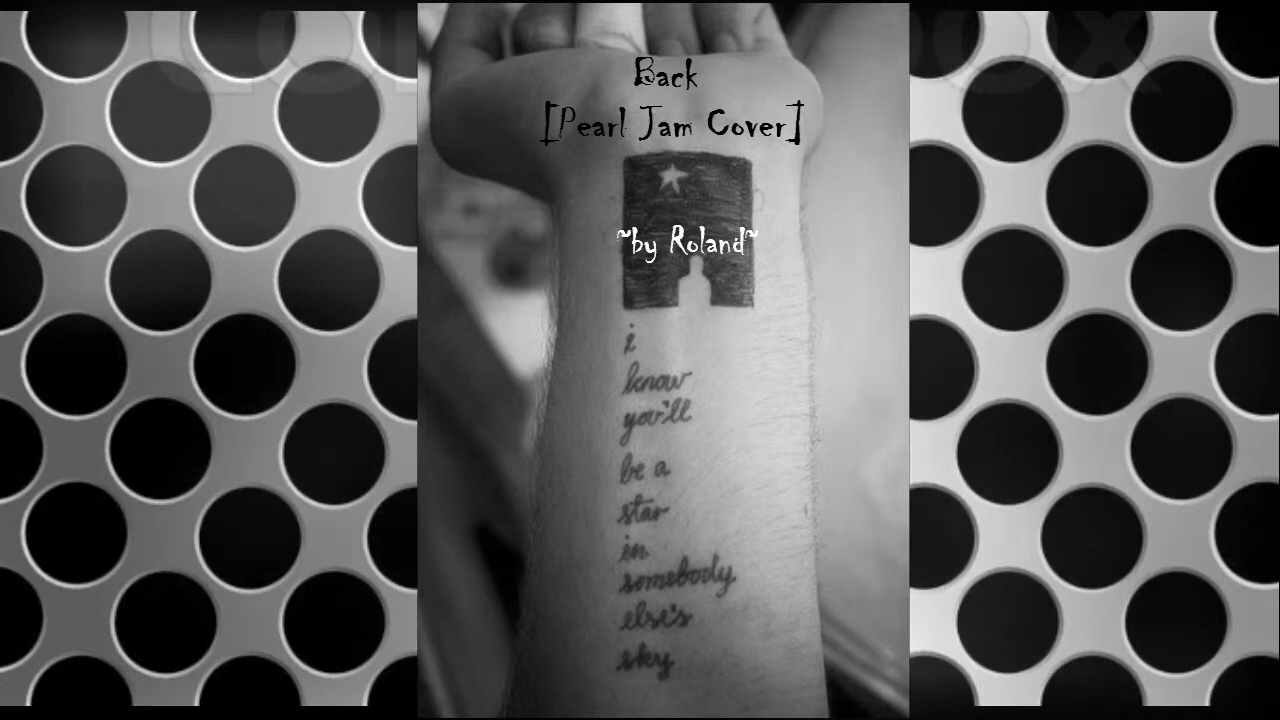 Back
[Pearl Jam Cover]
~by Roland~
i
know
you'll
be a
star
in
somebody
else's
sky